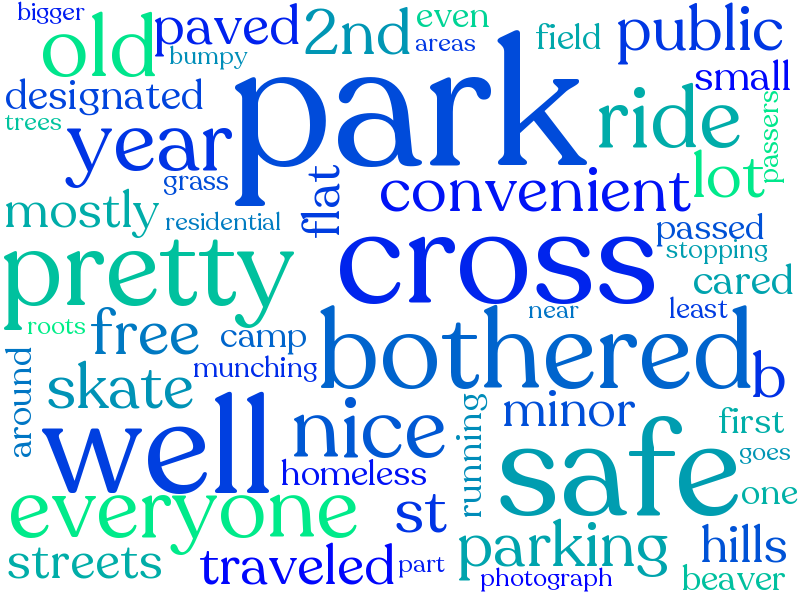 bigger
even
old
paved
2nd
areas
field
public
bumpy
small
designated
park
ride
passers
trees
year
grass
flat
convenient
lot
mostly
residential
passed
stopping
pretty
cross
cared
roots
free
camp
near
least
around
munching
bothered
b
skate
well
nice
running
minor
first
goes
homeless
safe
one
everyone
st
streets
traveled
part
parking
hills
photograph
beaver